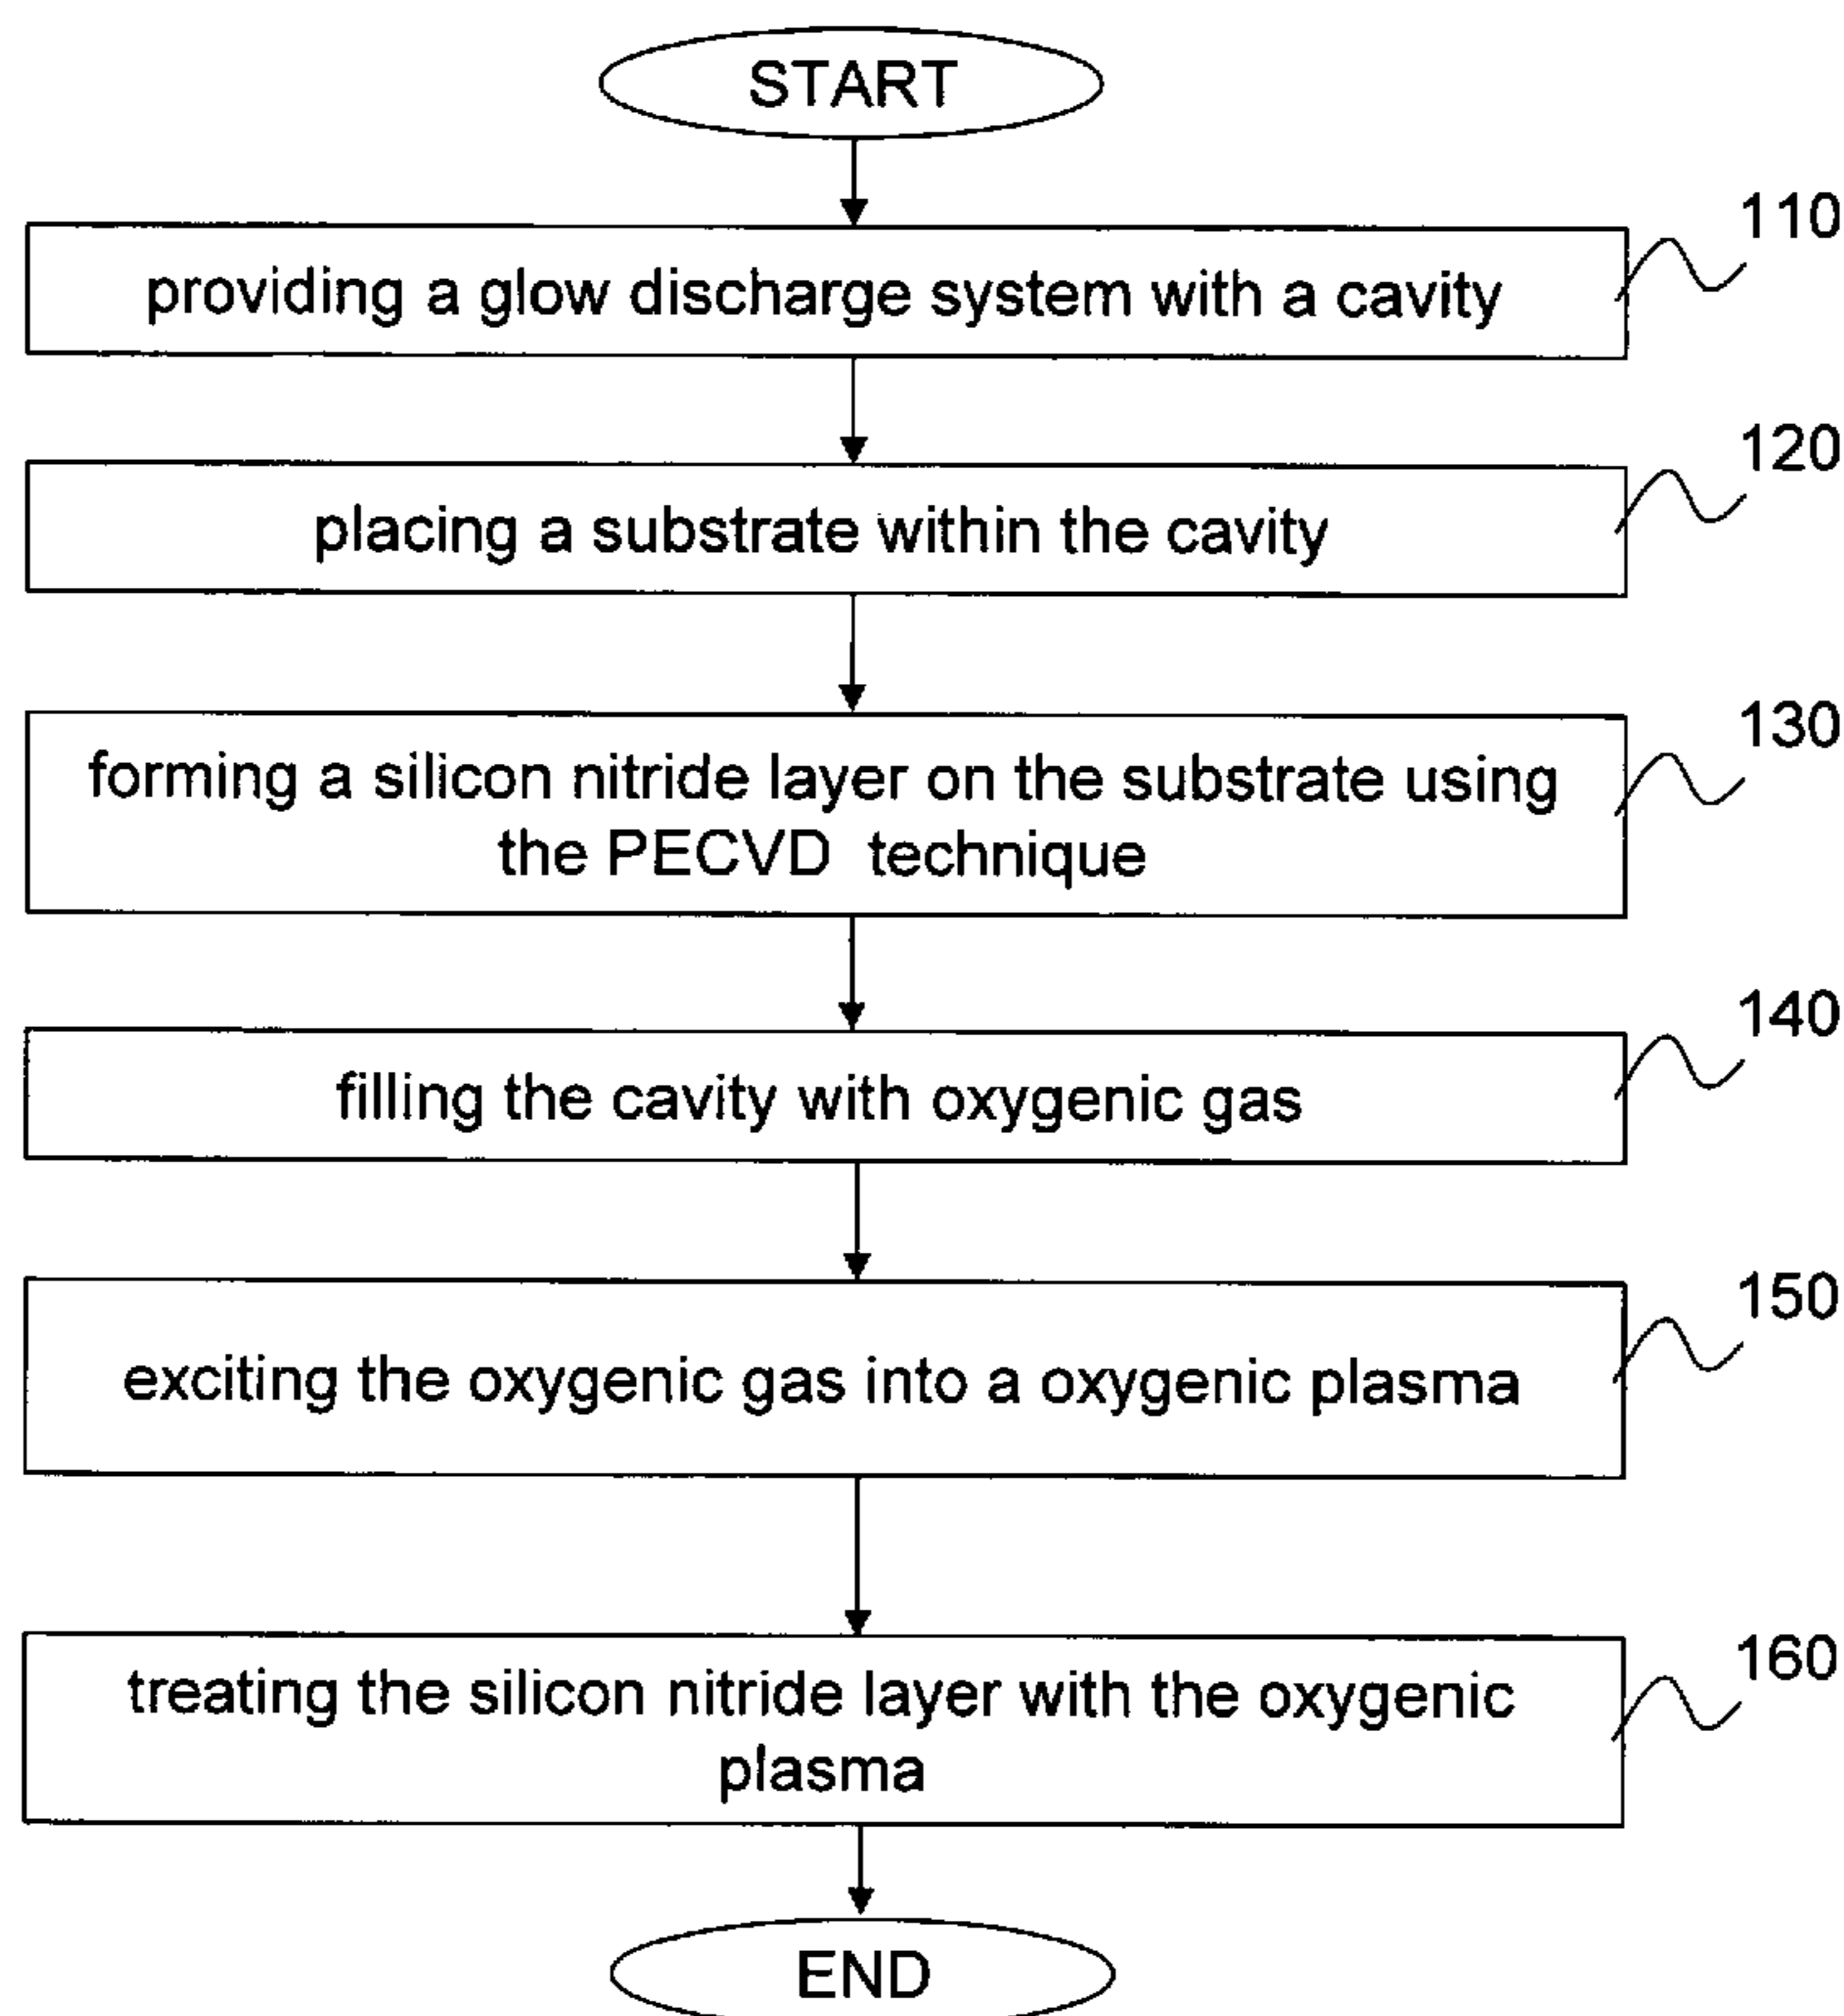 START
110
providing a glow discharge system with a cavity
120
placing a substrate within the cavity
130
forming a silicon nitride layer on the substrate using
the PECVD technique
140
filling the cavity with oxygenic gas
150
exciting the oxygenic gas into a oxygenic plasma
160
treating the silicon nitride layer with the oxygenic
plasma
END